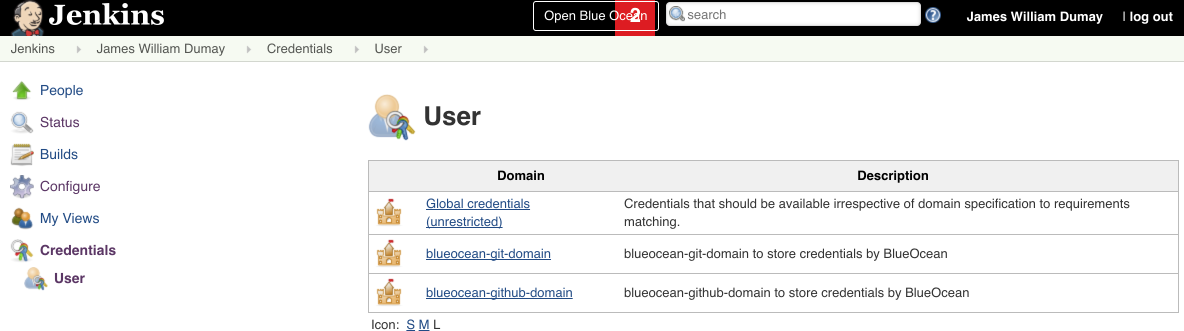 Jenkins
Open Blue Ocean
2
search
James William Dumay
| log out
Jenkins James William Dumay Credentials User
People
Status
Builds
Configure
My Views
Credentials
User
User
Domain Description
Global credentials (unrestricted)
Credentials that should be available irrespective of domain specification to requirements
matching.
blueocean-git-domain blueocean-git-domain to store credentials by BlueOcean
blueocean-github-domain blueocean-github-domain to store credentials by BlueOcean
Icon: S M L